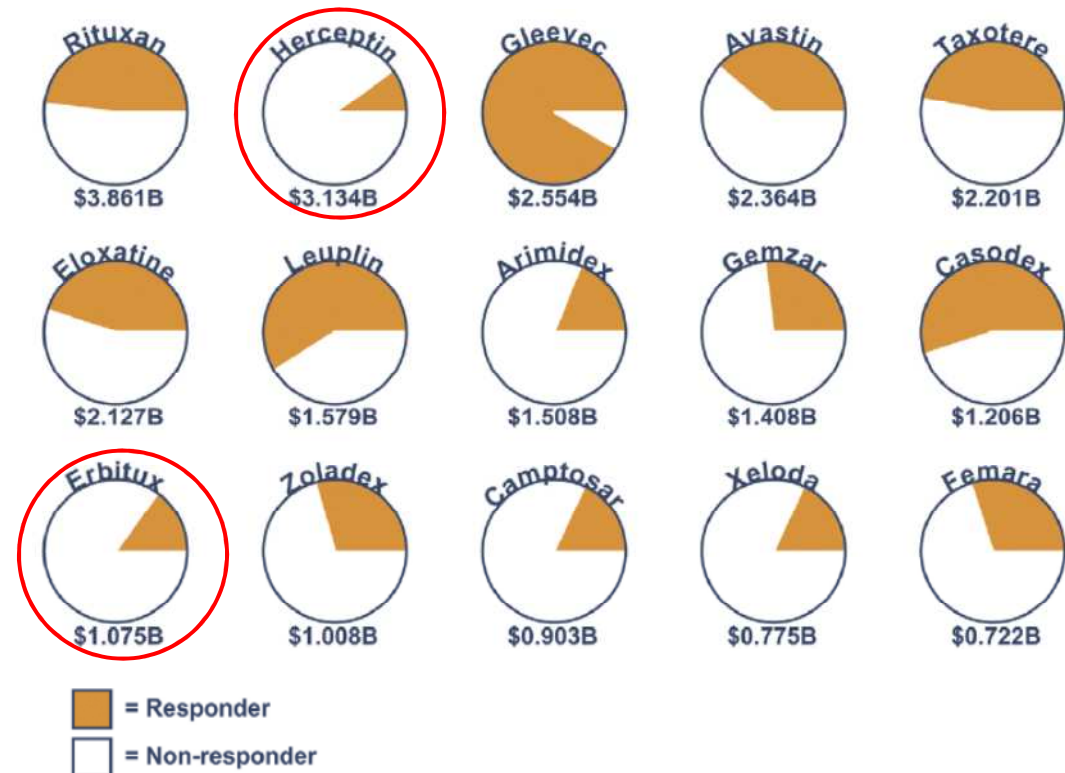 Rituxan Herceptin Gleevec Avastin Taxotere
$3.861B $3.134B $2.554B $2.364B $2.201B
Eloxatine Leuplin Arimidex Gemzar Casodex
$2.127B $1.579B $1.508B $1.408B $1.206B
Erbitux Zoladex Camptosar Xeloda Femara
$1.075B $1.008B $0.903B $0.775B $0.722B
= Responder
= Non-responder